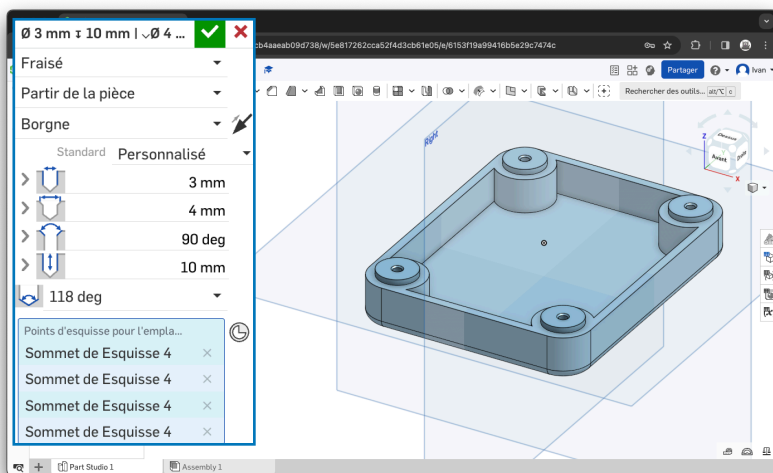 Ø 3 mm ↧ 10 mm | ⌵Ø 4 ...
cb4aaeab09d738/w/5e817262cca52f4d3cb61e05/e/6153f19a99416b5e29c7474c
Fraisé
Partager
Ivan
Partir de la pièce
Rechercher des outils... alt/⌥ c
Borgne
Standard Personnalisé
Right
Dessus
Z
Avant
Droite
X
3 mm
4 mm
90 deg
10 mm
118 deg
Points d'esquisse pour l'empla...
Sommet de Esquisse 4
Sommet de Esquisse 4
Sommet de Esquisse 4
Sommet de Esquisse 4
Part Studio 1
Assembly 1